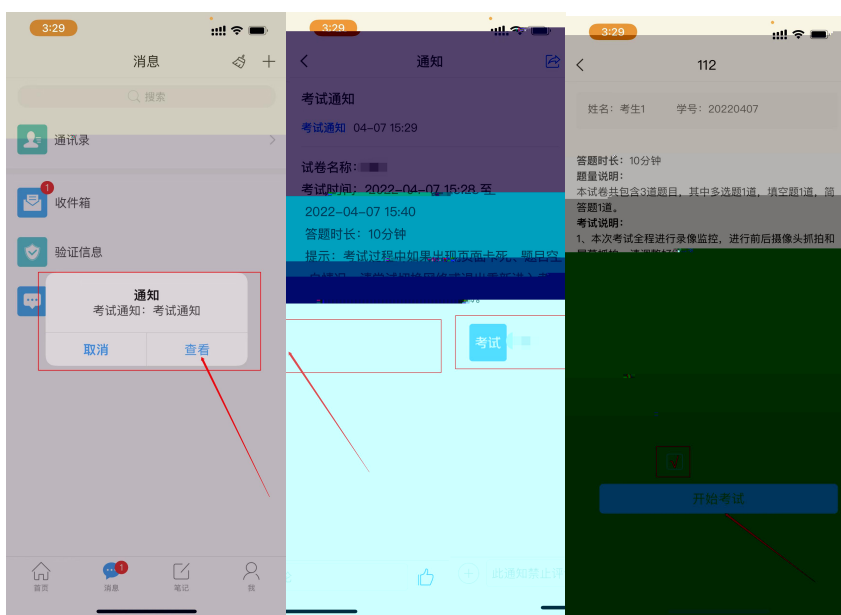 3:29
消息
搜索
通讯录
1
收件箱
验证信息
通知
考试通知：考试通知
取消
查看
首页
1
消息
笔记
我
3:29
通知
考试通知
考试通知 04-07 15:29
试卷名称：
考试时间：2022-04-07 15:28 至
2022-04-07 15:40
答题时长：10分钟
提示：考试过程中如果出现页面卡死、题目空
考试
此通知禁止评
3:29
112
姓名：考生1 学号：20220407
答题时长：10分钟
题量说明：
本试卷共包含3道题目，其中多选题1道，填空题1道，简
答题1道。
考试说明：
1、本次考试全程进行录像监控，进行前后摄像头抓拍和
开始考试